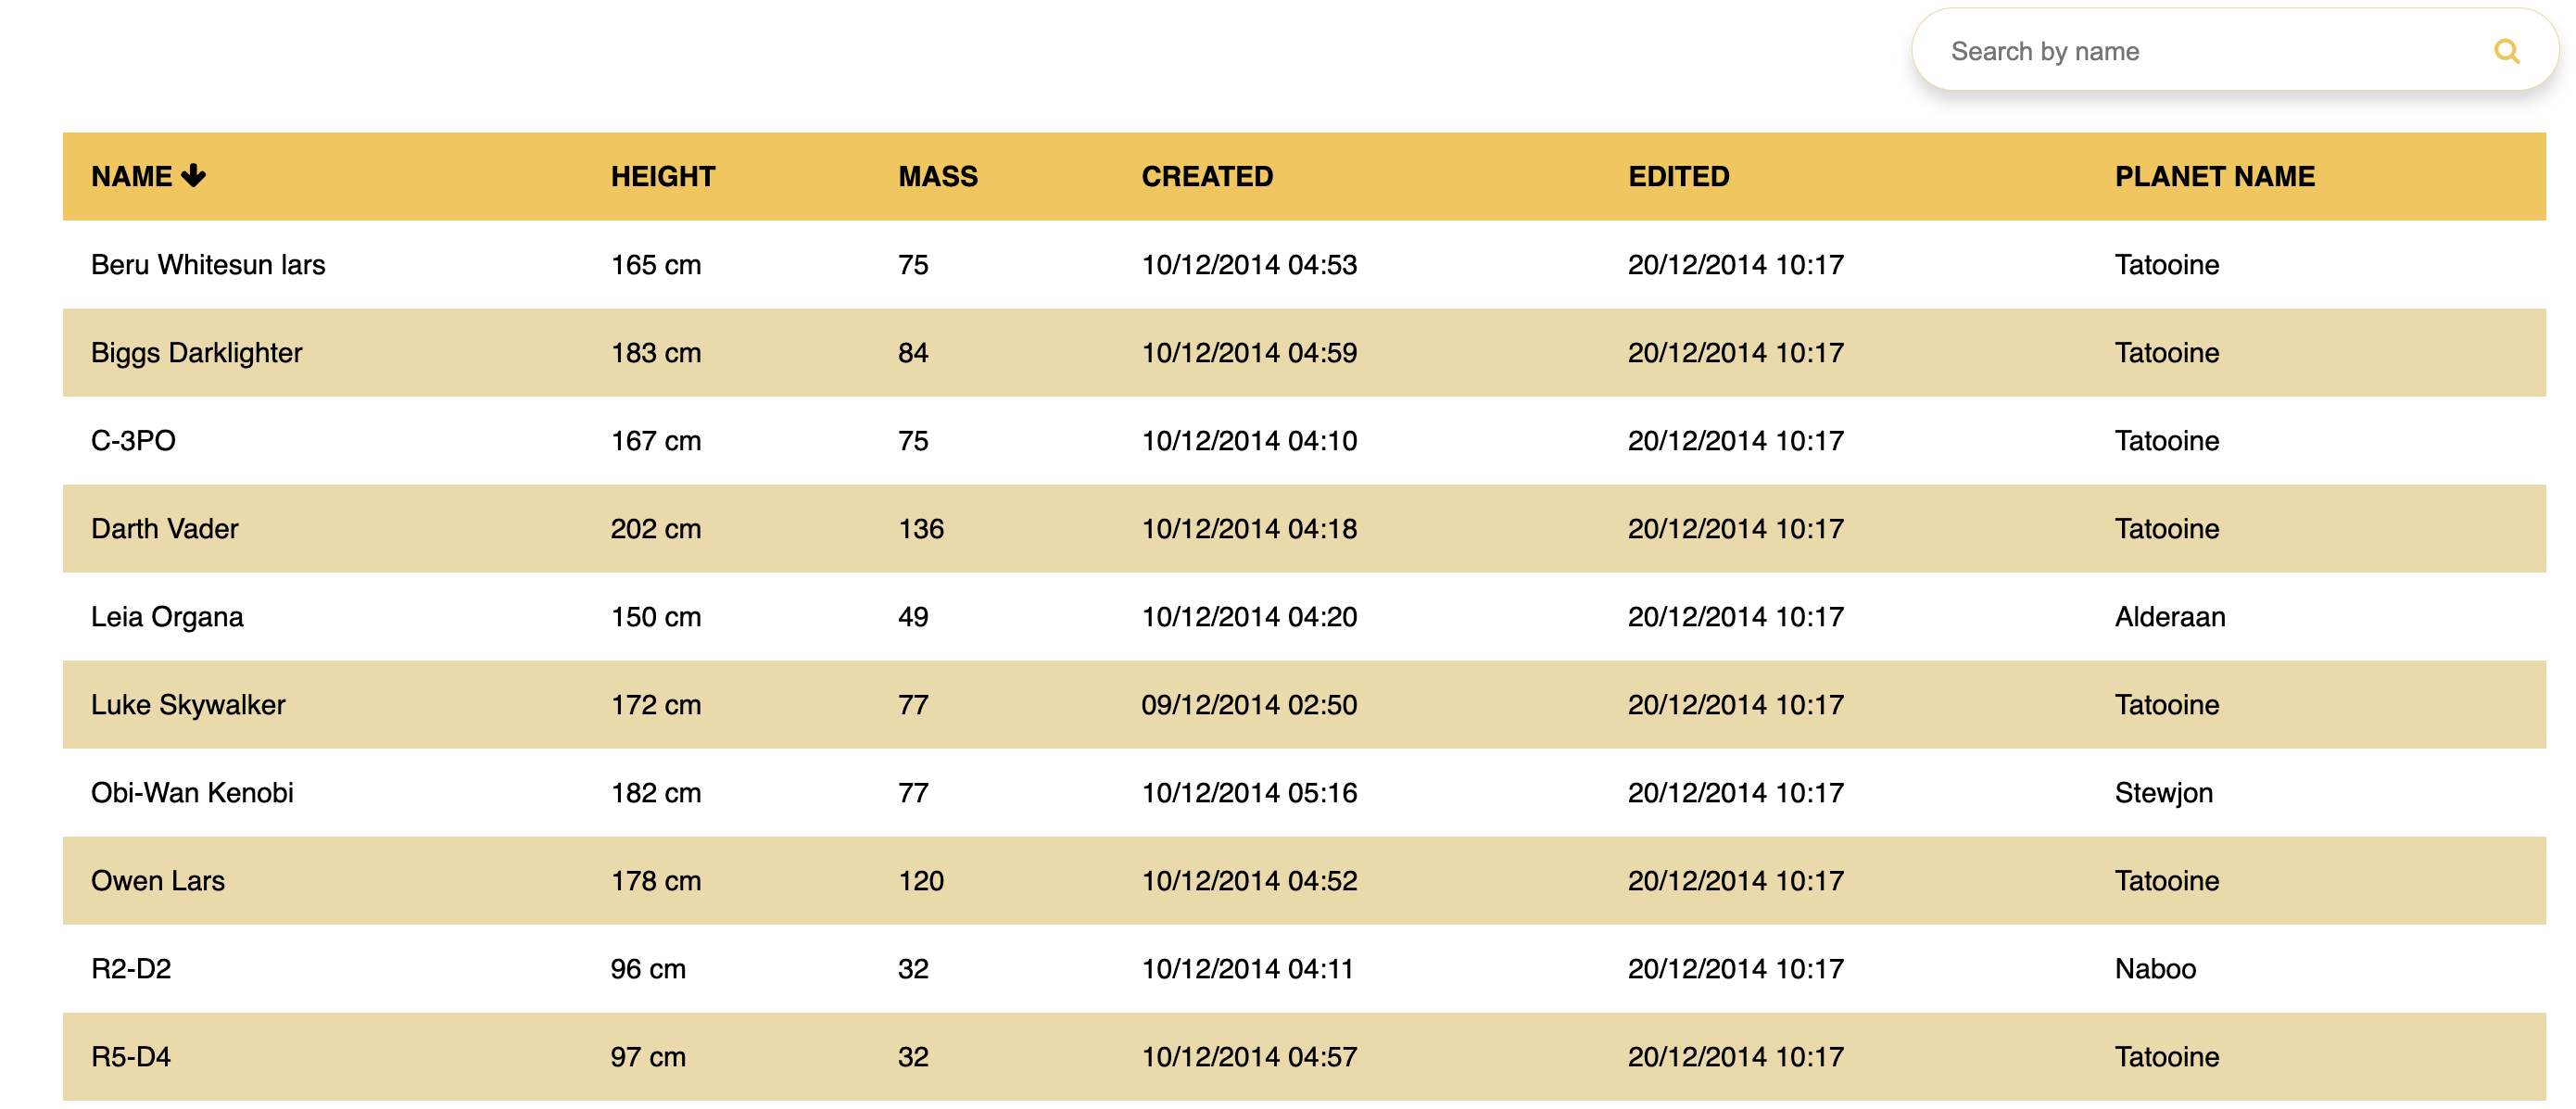 Search by name
NAME HEIGHT MASS CREATED EDITED PLANET NAME
Beru Whitesun lars 165 cm 75 10/12/2014 04:53 20/12/2014 10:17 Tatooine
Biggs Darklighter 183 cm 84 10/12/2014 04:59 20/12/2014 10:17 Tatooine
C-3PO 167 cm 75 10/12/2014 04:10 20/12/2014 10:17 Tatooine
Darth Vader 202 cm 136 10/12/2014 04:18 20/12/2014 10:17 Tatooine
Leia Organa 150 cm 49 10/12/2014 04:20 20/12/2014 10:17 Alderaan
Luke Skywalker 172 cm 77 09/12/2014 02:50 20/12/2014 10:17 Tatooine
Obi-Wan Kenobi 182 cm 77 10/12/2014 05:16 20/12/2014 10:17 Stewjon
Owen Lars 178 cm 120 10/12/2014 04:52 20/12/2014 10:17 Tatooine
R2-D2 96 cm 32 10/12/2014 04:11 20/12/2014 10:17 Naboo
R5-D4 97 cm 32 10/12/2014 04:57 20/12/2014 10:17 Tatooine